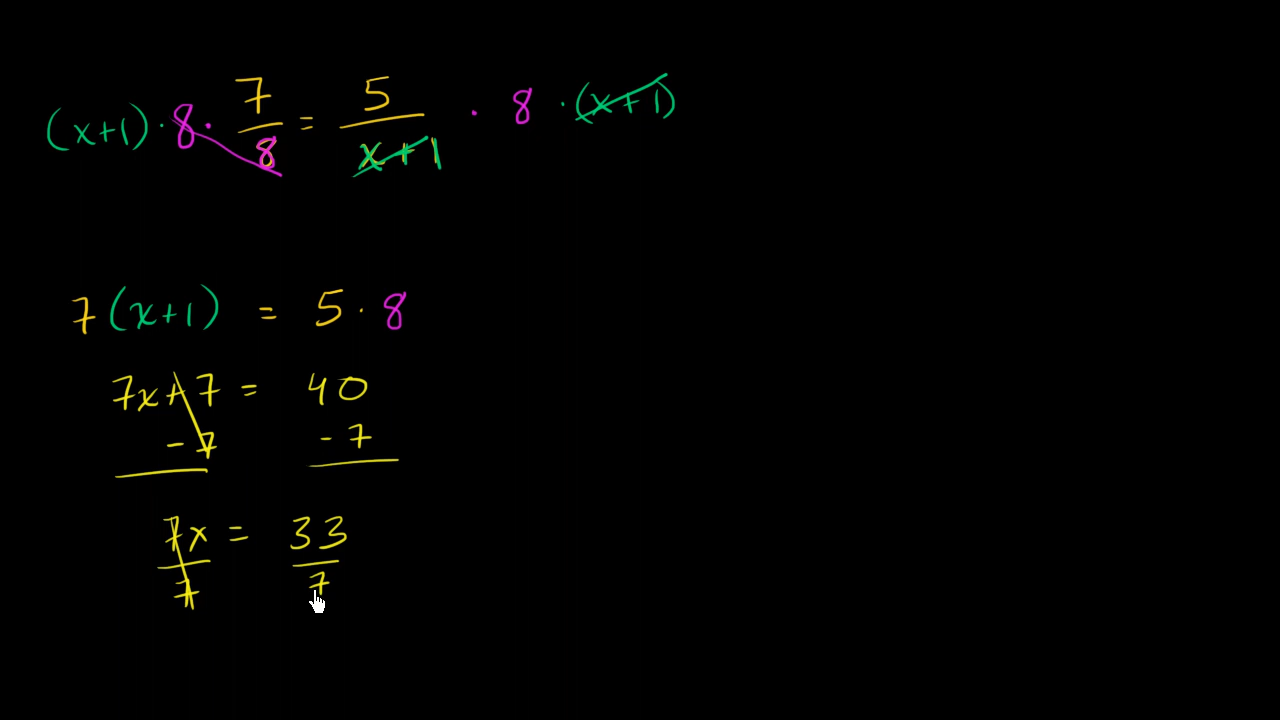 (x+1) · 8 · 7/8 = 5/(x+1) · 8 · (x+1)
7(x+1) = 5 · 8
7x+7 = 40
-7 -7
7x/7 = 33/7